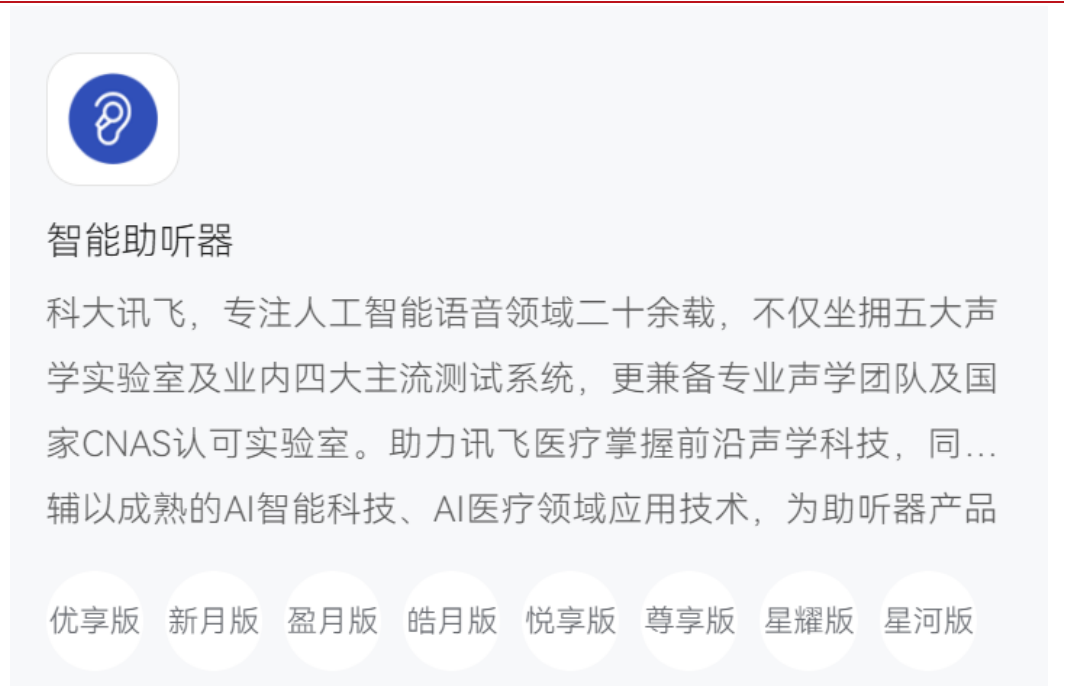 智能助听器
科大讯飞，专注人工智能语音领域二十余载，不仅坐拥五大声
学实验室及业内四大主流测试系统，更兼备专业声学团队及国
家CNAS认可实验室。助力讯飞医疗掌握前沿声学科技，同…
辅以成熟的AI智能科技、AI医疗领域应用技术，为助听器产品
优享版 新月版 盈月版 皓月版 悦享版 尊享版 星耀版 星河版